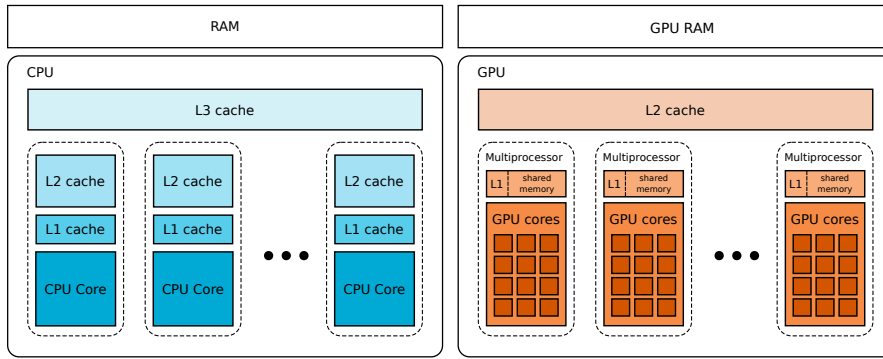 RAM
CPU
L3 cache
L2 cache
L1 cache
CPU Core
L2 cache
L1 cache
CPU Core
L2 cache
L1 cache
CPU Core
GPU RAM
GPU
L2 cache
Multiprocessor
L1
shared
memory
GPU cores
Multiprocessor
L1
shared
memory
GPU cores
Multiprocessor
L1
shared
memory
GPU cores